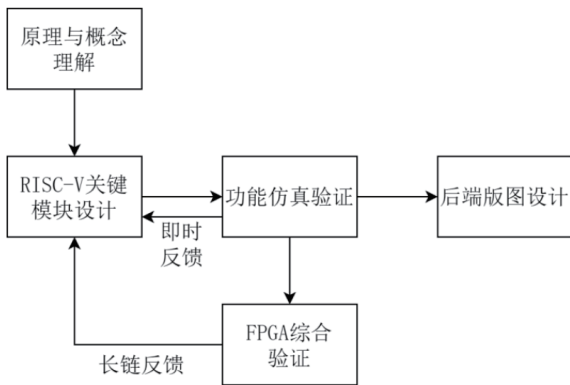 原理与概念
理解
RISC-V关键
模块设计
功能仿真验证
后端版图设计
即时
反馈
FPGA综合
验证
长链反馈